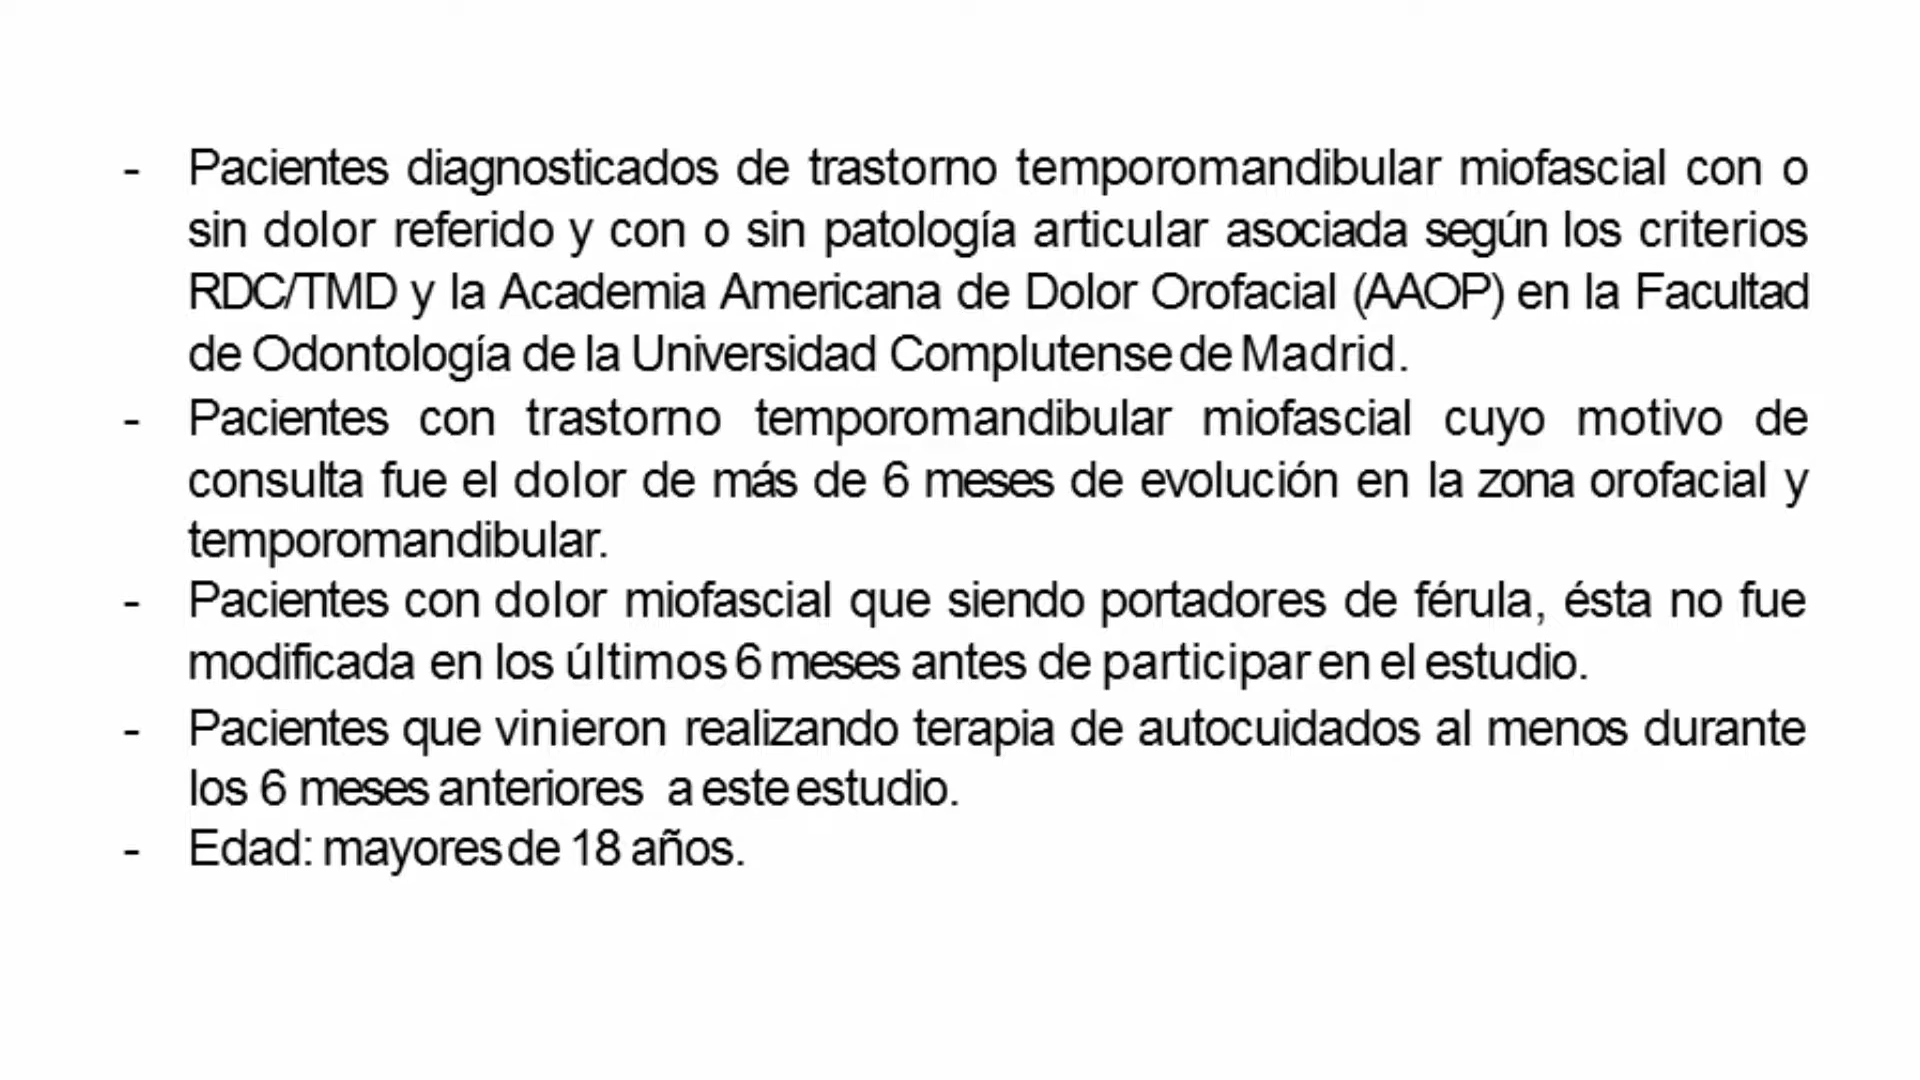 - Pacientes diagnosticados de trastorno temporomandibular miofascial con o
sin dolor referido y con o sin patología articular asociada según los criterios
RDC/TMD y la Academia Americana de Dolor Orofacial (AAOP) en la Facultad
de Odontología de la Universidad Complutense de Madrid.
- Pacientes con trastorno temporomandibular miofascial cuyo motivo de
consulta fue el dolor de más de 6 meses de evolución en la zona orofacial y
temporomandibular.
- Pacientes con dolor miofascial que siendo portadores de férula, ésta no fue
modificada en los últimos 6 meses antes de participar en el estudio.
- Pacientes que vinieron realizando terapia de autocuidados al menos durante
los 6 meses anteriores a este estudio.
- Edad: mayores de 18 años.